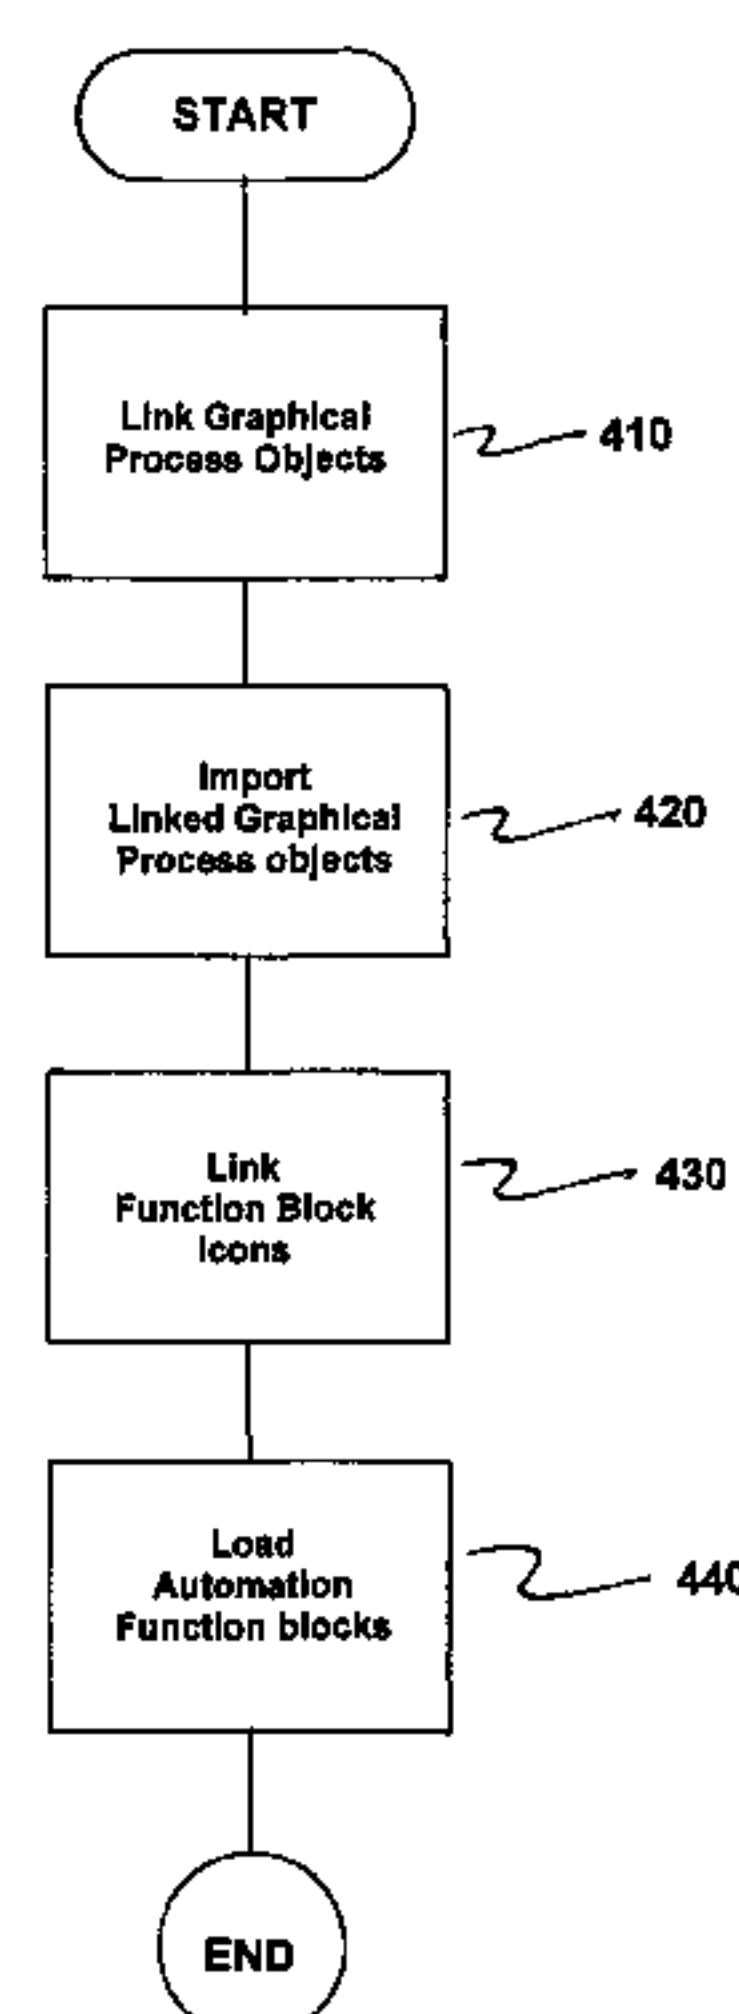 START
Link Graphical
Process Objects
410
Import
Linked Graphical
Process objects
420
Link
Function Block
Icons
430
Load
Automation
Function blocks
440
END